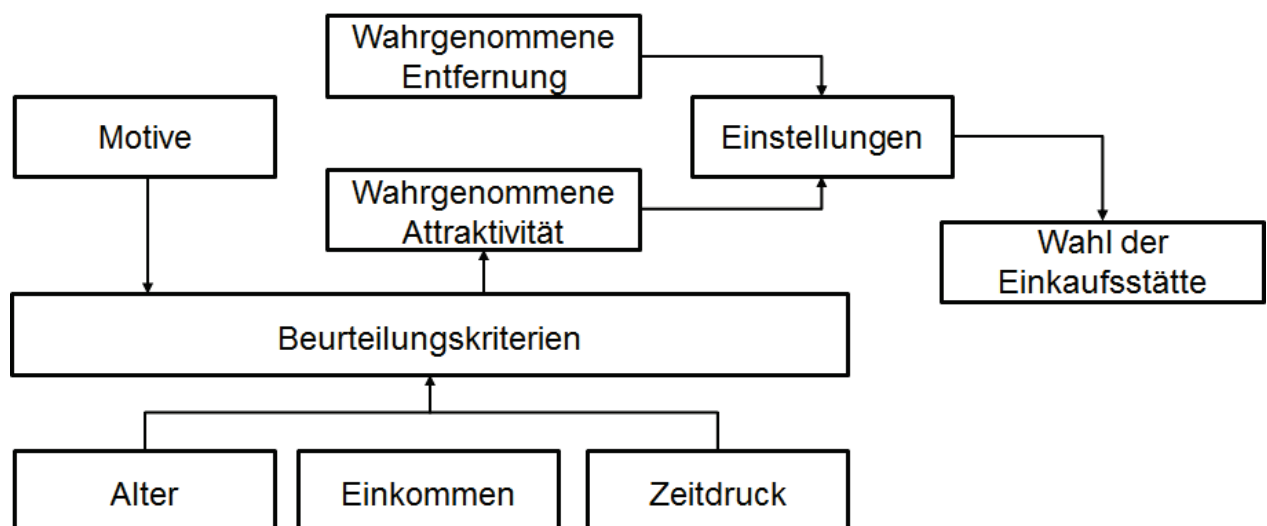 Wahrgenommene
Entfernung
Motive
Einstellungen
Wahrgenommene
Attraktivität
Wahl der
Einkaufsstätte
Beurteilungskriterien
Alter
Einkommen
Zeitdruck